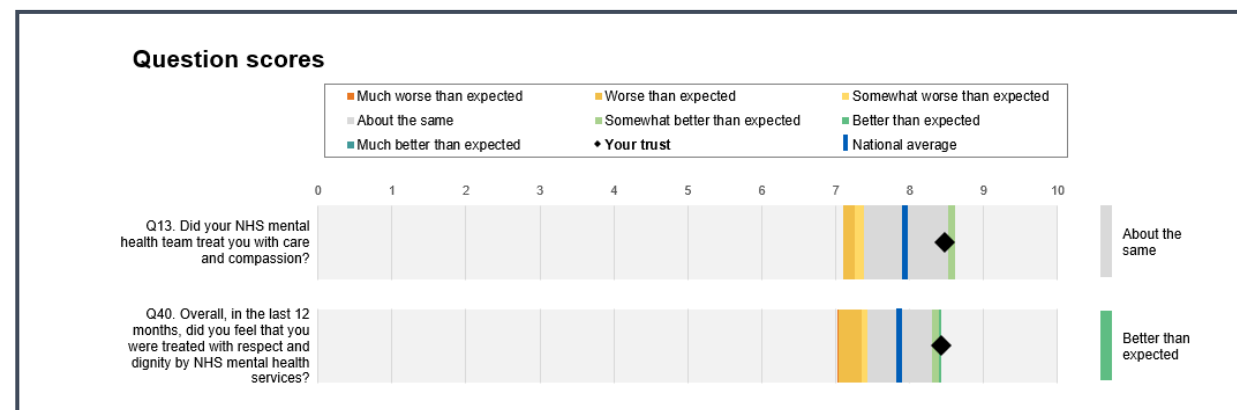 Question scores
Much worse than expected
Worse than expected
Somewhat worse than expected
About the same
Somewhat better than expected
Better than expected
Much better than expected
Your trust
National average
0 1 2 3 4 5 6 7 8 9 10
Q13. Did your NHS mental
health team treat you with care
and compassion?
About the
same
Q40. Overall, in the last 12
months, did you feel that you
were treated with respect and
dignity by NHS mental health
services?
Better than
expected